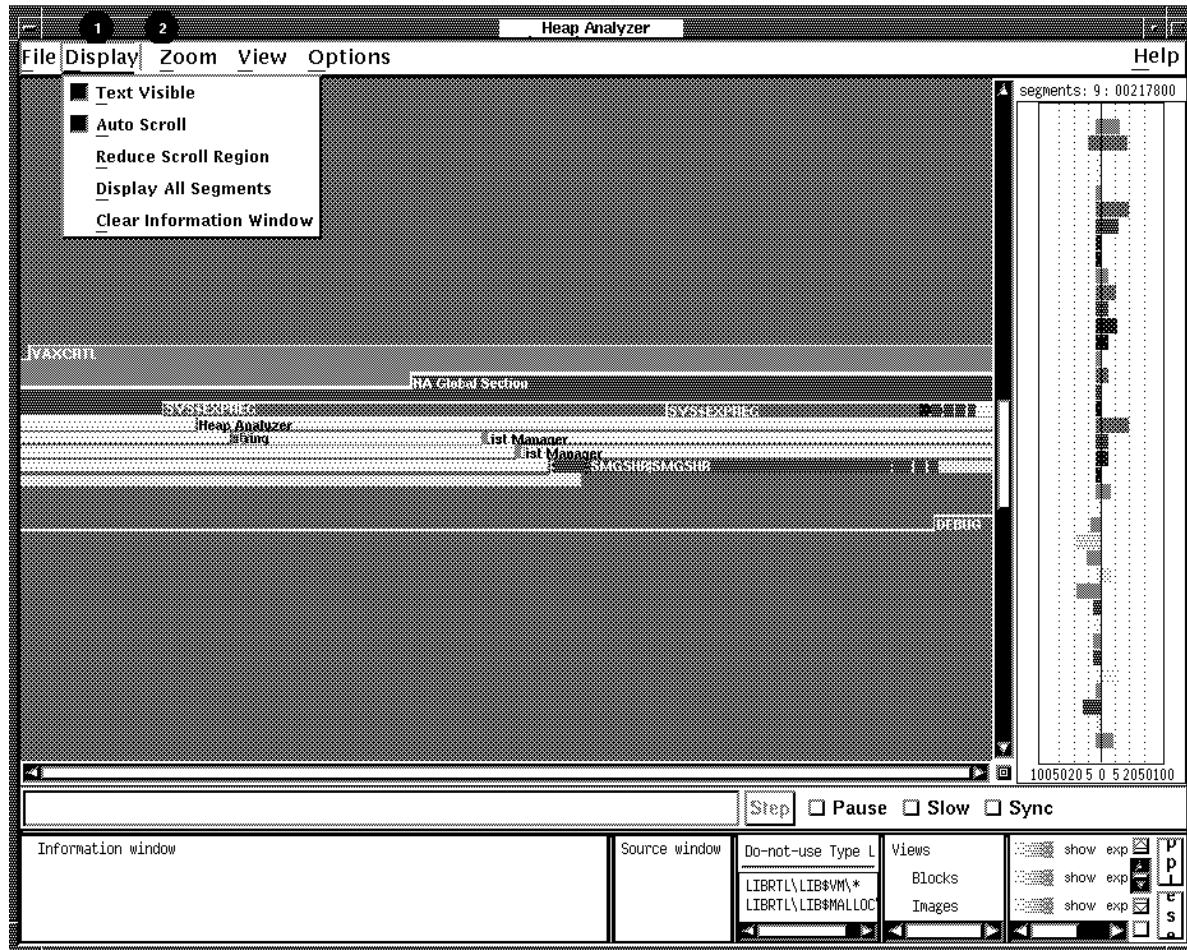 1 2
Heap Analyzer
File Display Zoom View Options Help
Text Visible
Auto Scroll
Reduce Scroll Region
Display All Segments
Clear Information Window
segments: 9 : 00217800
VAXCRTL
HA Global Section
SYS$EXPREG SYS$EXPREG
Heap Analyzer
String List Manager
List Manager
SMGSHR SMGSHR
DEBUG
1005020 5 0 5 2050100
Step Pause Slow Sync
Information window
Source window
Do-not-use Type L
LIBRTL\LIB$VM\*
LIBRTL\LIB$MALLOC
Views
Blocks
Images
show exp
show exp
show exp